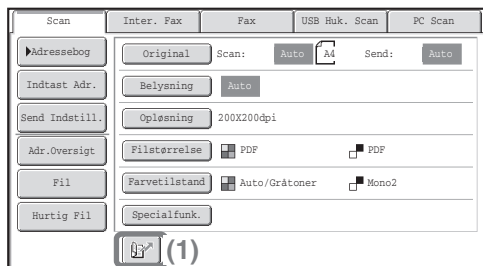 Scan Inter. Fax Fax USB Huk. Scan PC Scan
Adressebog Original Scan: Auto A4 Send: Auto
Indtast Adr. Belysning Auto
Send Indstill. Opløsning 200X200dpi
Adr.Oversigt Filstørrelse PDF PDF
Fil Farvetilstand Auto/Gråtoner Mono2
Hurtig Fil Specialfunk.
(1)